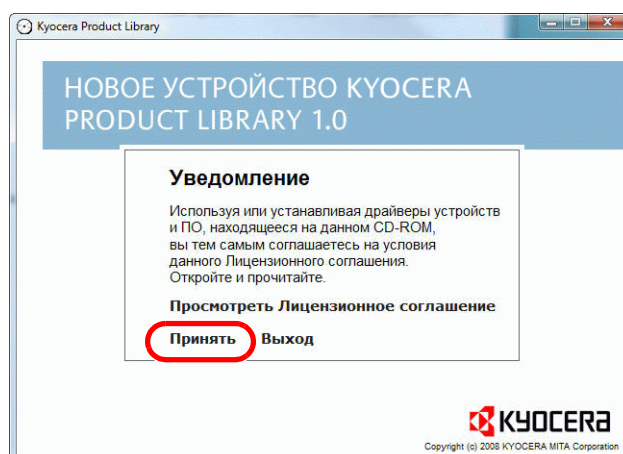 Kyocera Product Library
НОВОЕ УСТРОЙСТВО KYOCERA
PRODUCT LIBRARY 1.0
Уведомление
Используя или устанавливая драйверы устройств
и ПО, находящееся на данном CD-ROM,
вы тем самым соглашаетесь на условия
данного Лицензионного соглашения.
Откройте и прочитайте.
Просмотреть Лицензионное соглашение
Принять Выход
KYOCERA
Copyright (c) 2008 KYOCERA MITA Corporation